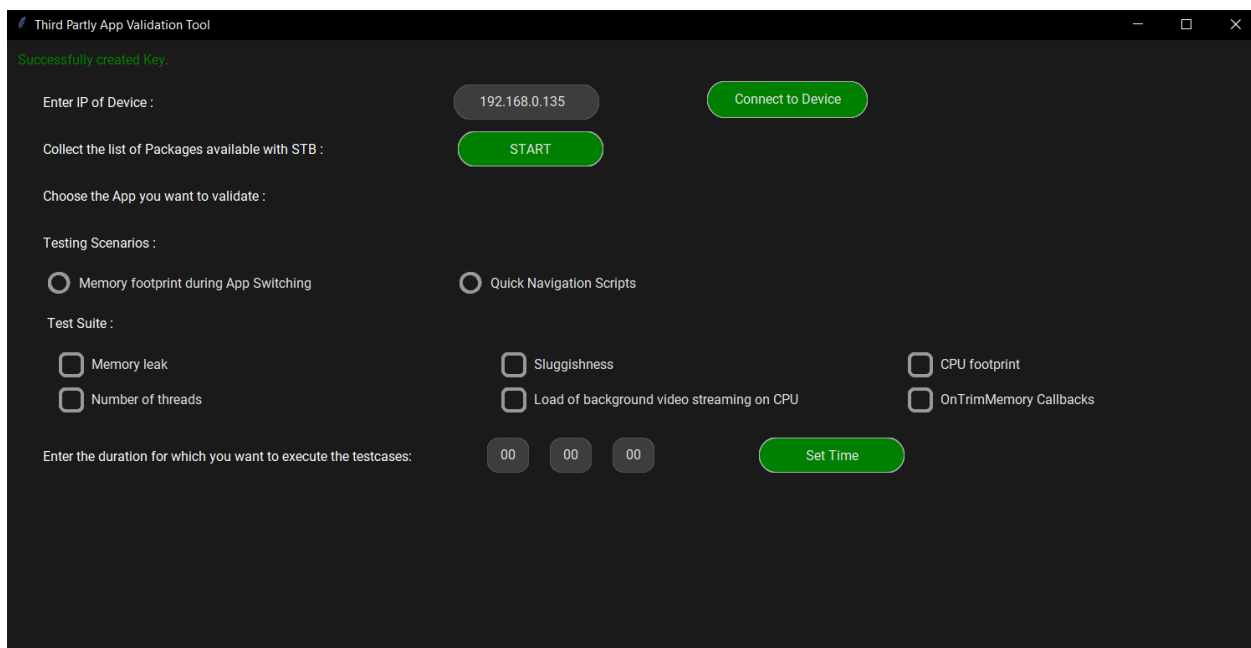 Third Partly App Validation Tool
Successfully created Key.
Enter IP of Device : 192.168.0.135 Connect to Device
Collect the list of Packages available with STB : START
Choose the App you want to validate :
Testing Scenarios :
Memory footprint during App Switching Quick Navigation Scripts
Test Suite :
Memory leak Sluggishness CPU footprint
Number of threads Load of background video streaming on CPU OnTrimMemory Callbacks
Enter the duration for which you want to execute the testcases: 00 00 00 Set Time